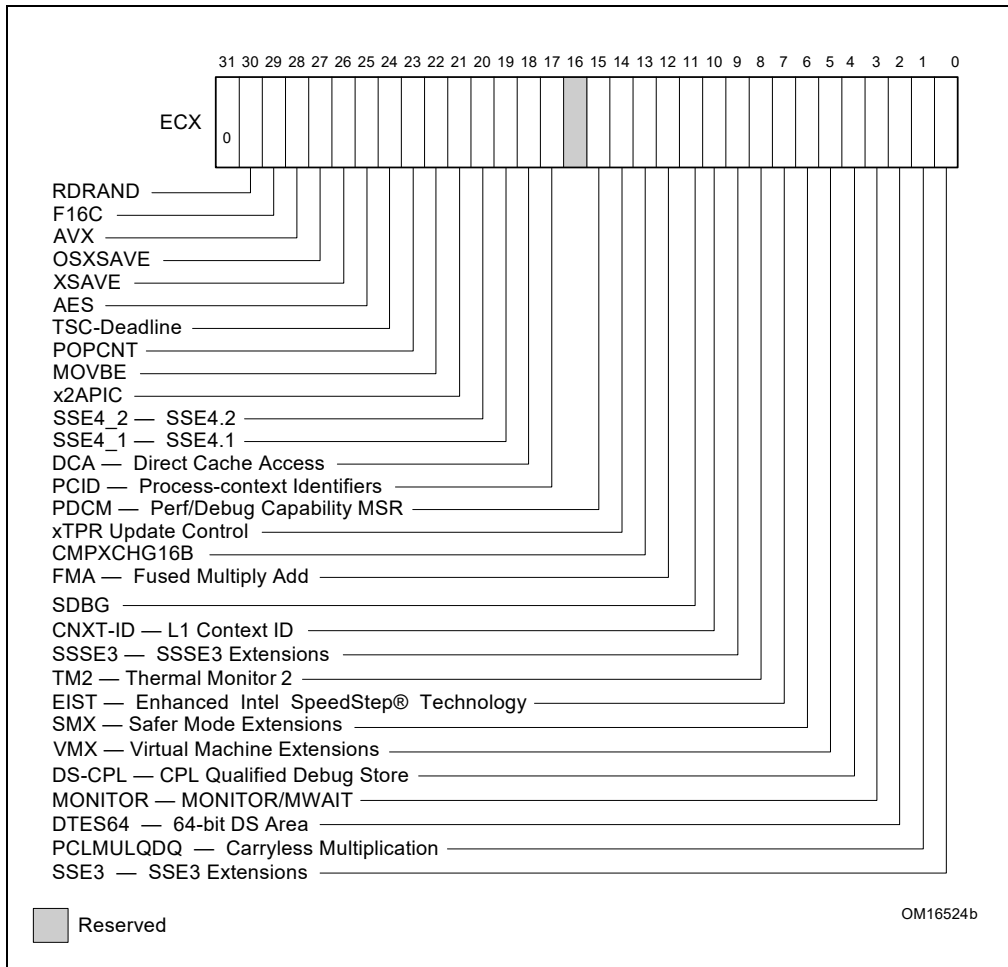 31 30 29 28 27 26 25 24 23 22 21 20 19 18 17 16 15 14 13 12 11 10 9 8 7 6 5 4 3 2 1 0
ECX
0
RDRAND
F16C
AVX
OSXSAVE
XSAVE
AES
TSC-Deadline
POPCNT
MOVBE
x2APIC
SSE4_2 — SSE4.2
SSE4_1 — SSE4.1
DCA — Direct Cache Access
PCID — Process-context Identifiers
PDCM — Perf/Debug Capability MSR
xTPR Update Control
CMPXCHG16B
FMA — Fused Multiply Add
SDBG
CNXT-ID — L1 Context ID
SSSE3 — SSSE3 Extensions
TM2 — Thermal Monitor 2
EIST — Enhanced Intel SpeedStep® Technology
SMX — Safer Mode Extensions
VMX — Virtual Machine Extensions
DS-CPL — CPL Qualified Debug Store
MONITOR — MONITOR/MWAIT
DTES64 — 64-bit DS Area
PCLMULQDQ — Carryless Multiplication
SSE3 — SSE3 Extensions
Reserved
OM16524b